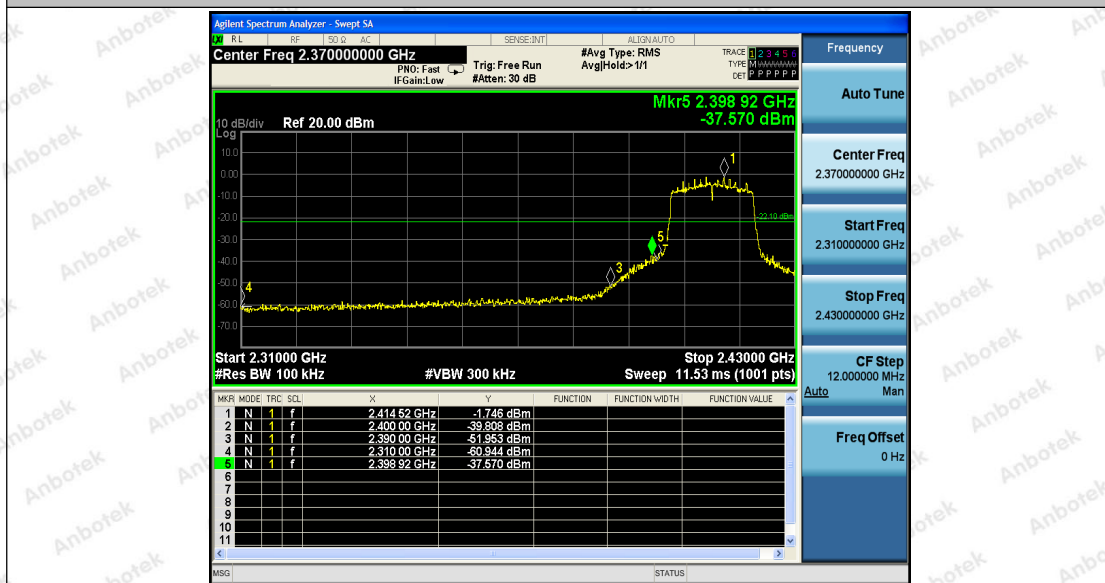 Agilent Spectrum Analyzer - Swept SA
RL RF 50 Ω AC SENSE:INT ALIGNAUTO
Center Freq 2.370000000 GHz
PNO: Fast
IFGain:Low
Trig: Free Run
#Atten: 30 dB
#Avg Type: RMS
Avg|Hold:>1/1
TRACE 1 2 3 4 5 6
TYPE M
DET P P P P P P
Mkr5 2.398 92 GHz
-37.570 dBm
10 dB/div Ref 20.00 dBm
Log
10.0
0.00
-10.0
-20.0
-30.0
-40.0
-50.0
-60.0
-70.0
1
-22.10 dBm
5
3
4
Start 2.31000 GHz Stop 2.43000 GHz
#Res BW 100 kHz #VBW 300 kHz Sweep 11.53 ms (1001 pts)
MKR MODE TRC SCL X Y FUNCTION FUNCTION WIDTH FUNCTION VALUE
1 N 1 f 2.414 52 GHz -1.746 dBm
2 N 1 f 2.400 00 GHz -39.808 dBm
3 N 1 f 2.390 00 GHz -51.953 dBm
4 N 1 f 2.310 00 GHz -60.944 dBm
5 N 1 f 2.398 92 GHz -37.570 dBm
6
7
8
9
10
11
MSG STATUS
Frequency
Auto Tune
Center Freq
2.370000000 GHz
Start Freq
2.310000000 GHz
Stop Freq
2.430000000 GHz
CF Step
12.000000 MHz
Auto Man
Freq Offset
0 Hz
Anbotek